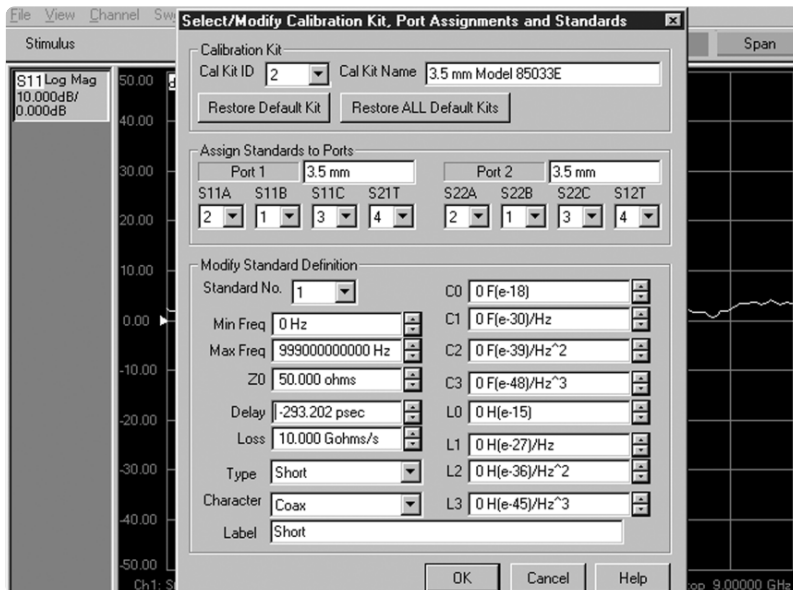 File View Channel Sw
Select/Modify Calibration Kit, Port Assignments and Standards
Stimulus
Span
S11 Log Mag
10.000dB/
0.000dB
50.00
40.00
30.00
20.00
10.00
0.00
-10.00
-20.00
-30.00
-40.00
-50.00
Calibration Kit
Cal Kit ID 2 Cal Kit Name 3.5 mm Model 85033E
Restore Default Kit Restore ALL Default Kits
Assign Standards to Ports
Port 1 3.5 mm Port 2 3.5 mm
S11A S11B S11C S21T S22A S22B S22C S12T
2 1 3 4 2 1 3 4
Modify Standard Definition
Standard No. 1 C0 0 F(e-18)
Min Freq 0 Hz C1 0 F(e-30)/Hz
Max Freq 999000000000 Hz C2 0 F(e-39)/Hz^2
Z0 50.000 ohms C3 0 F(e-48)/Hz^3
Delay -293.202 psec L0 0 H(e-15)
Loss 10.000 Gohms/s L1 0 H(e-27)/Hz
Type Short L2 0 H(e-36)/Hz^2
Character Coax L3 0 H(e-45)/Hz^3
Label Short
OK Cancel Help
Ch1: S
op 9.00000 GHz